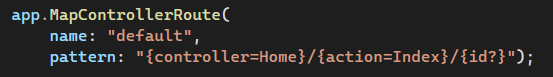 app.MapControllerRoute(
    name: "default",
    pattern: "{controller=Home}/{action=Index}/{id?}");